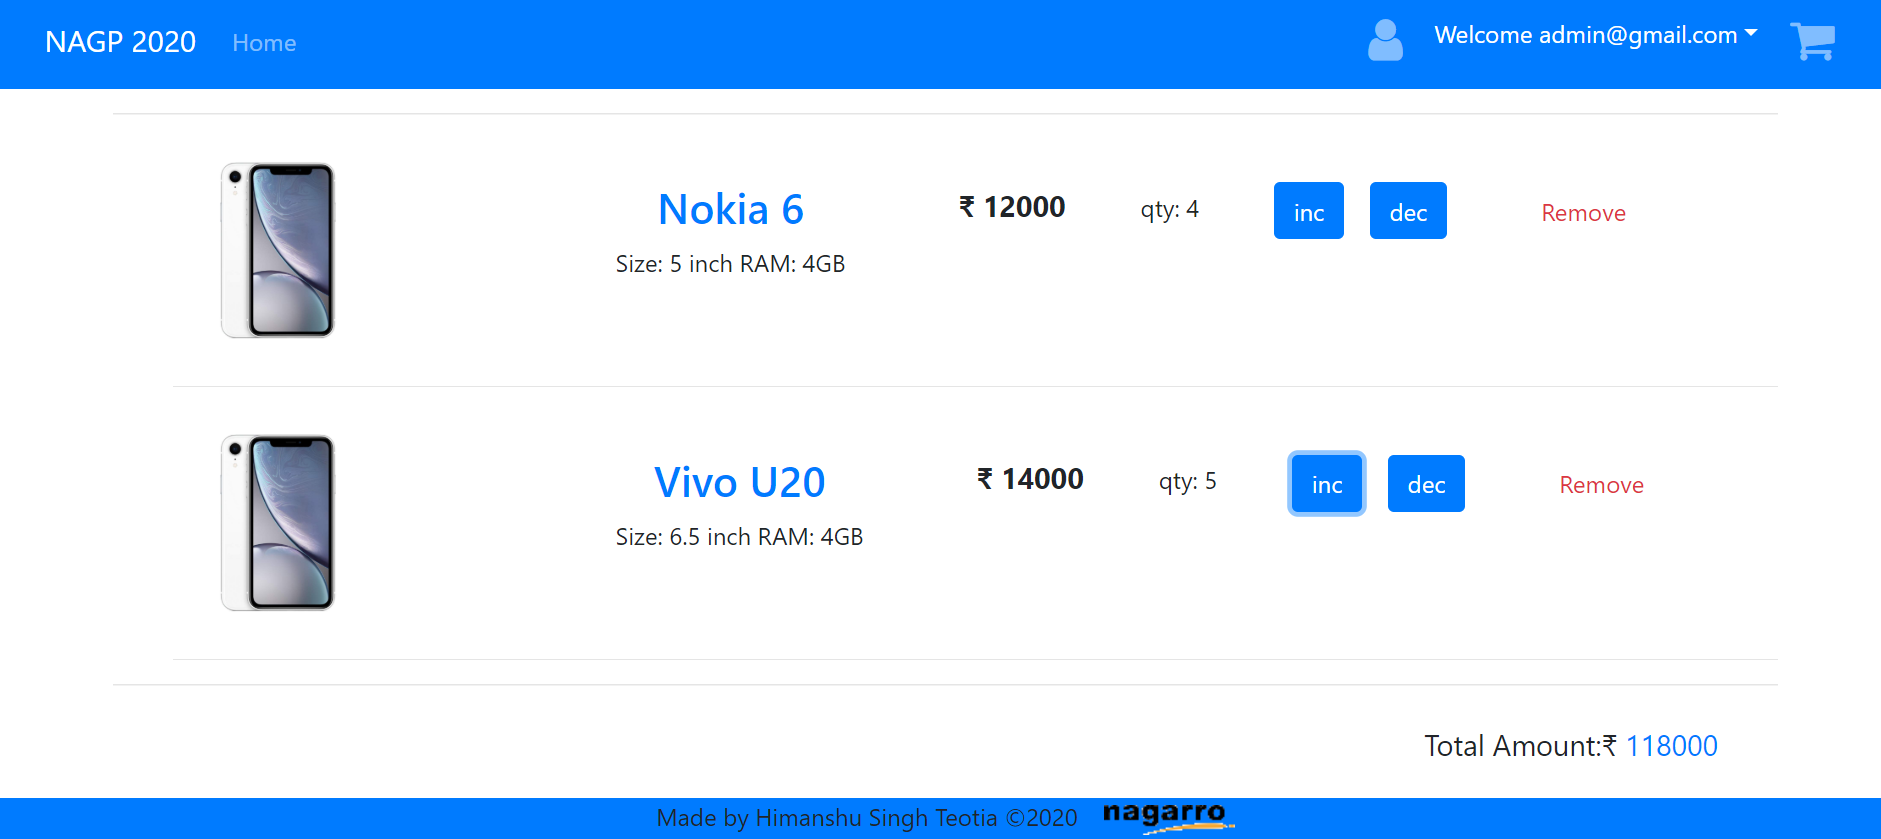 NAGP 2020 Home Welcome admin@gmail.com
Nokia 6 ₹ 12000 qty: 4 inc dec Remove
Size: 5 inch RAM: 4GB
Vivo U20 ₹ 14000 qty: 5 inc dec Remove
Size: 6.5 inch RAM: 4GB
Total Amount:₹ 118000
Made by Himanshu Singh Teotia ©2020 nagarro